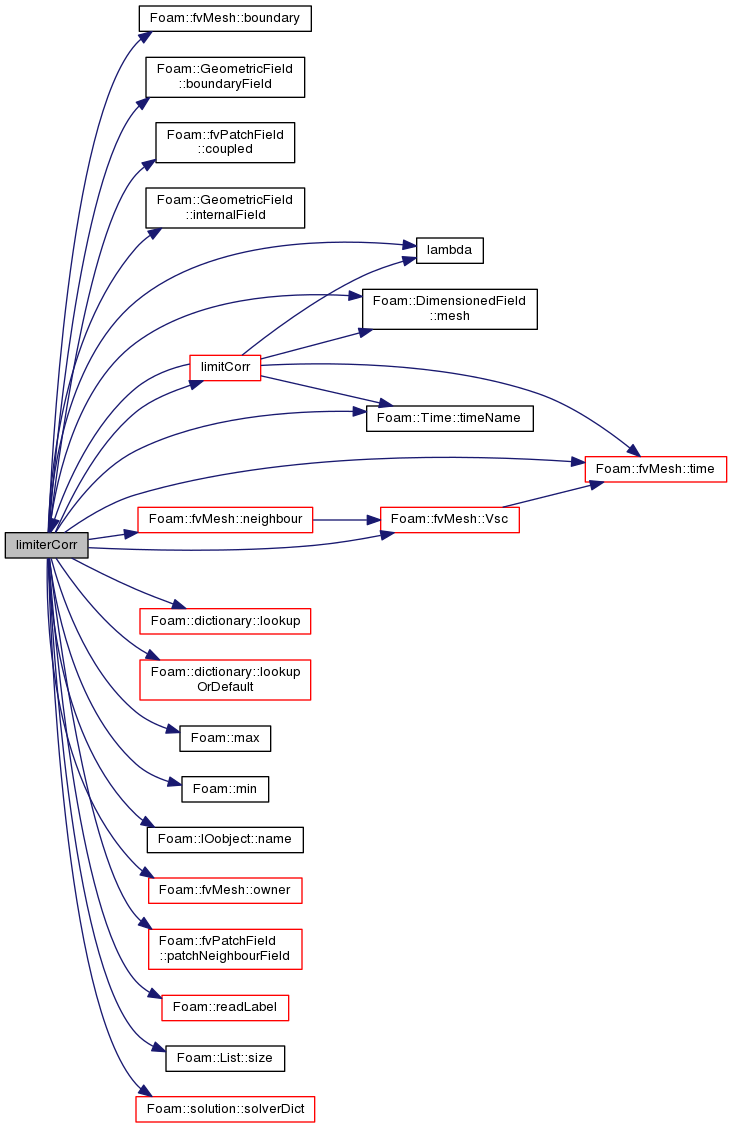 Foam::fvMesh::boundary
Foam::GeometricField
::boundaryField
Foam::fvPatchField
::coupled
Foam::GeometricField
::internalField
lambda
Foam::DimensionedField
::mesh
limitCorr
Foam::Time::timeName
Foam::fvMesh::time
Foam::fvMesh::neighbour
Foam::fvMesh::Vsc
limiterCorr
Foam::dictionary::lookup
Foam::dictionary::lookup
OrDefault
Foam::max
Foam::min
Foam::IOobject::name
Foam::fvMesh::owner
Foam::fvPatchField
::patchNeighbourField
Foam::readLabel
Foam::List::size
Foam::solution::solverDict